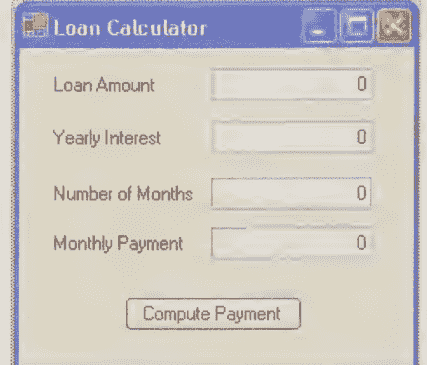 Loan Calculator
Loan Amount 0
Yearly Interest 0
Number of Months 0
Monthly Payment 0
Compute Payment